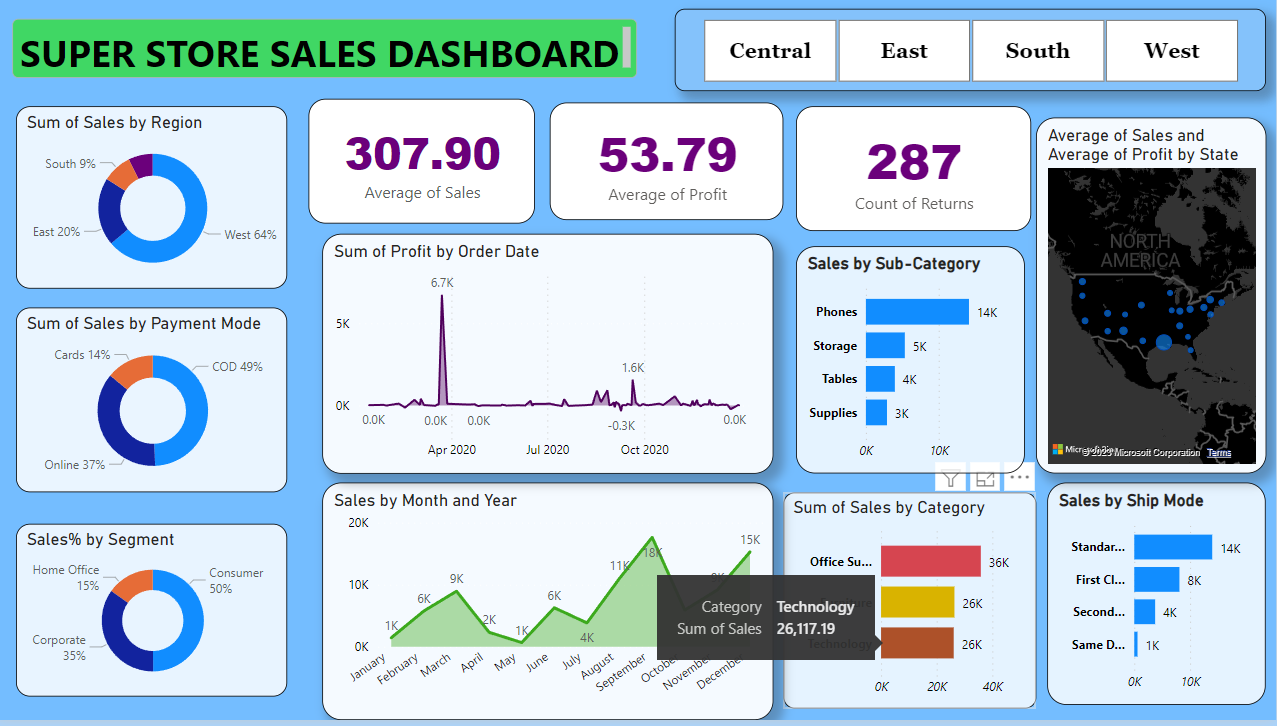 SUPER STORE SALES DASHBOARD
Central
East
South
West
Sum of Sales by Region
South 9%
East 20%
West 64%
307.90
Average of Sales
53.79
Average of Profit
287
Count of Returns
Average of Sales and
Average of Profit by State
NORTH
AMERICA
Microsoft
© 2023 Microsoft Corporation
Terms
Sum of Profit by Order Date
6.7K
5K
1.6K
0K
0.0K
0.0K
0.0K
-0.3K
0.0K
Apr 2020
Jul 2020
Oct 2020
Sales by Sub-Category
Phones
14K
Storage
5K
Tables
4K
Supplies
3K
0K
10K
Sum of Sales by Payment Mode
Cards 14%
COD 49%
Online 37%
Sales by Month and Year
20K
10K
0K
1K
6K
9K
2K
1K
6K
4K
11K
18K
15K
January
February
March
April
May
June
July
August
September
October
November
December
Sum of Sales by Category
Office Su...
36K
26K
Technology
26K
0K
20K
40K
Category Technology
Sum of Sales 26,117.19
Sales by Ship Mode
Standar...
14K
First Cl...
8K
Second...
4K
Same D...
1K
0K
10K
Sales% by Segment
Home Office
15%
Consumer
50%
Corporate
35%